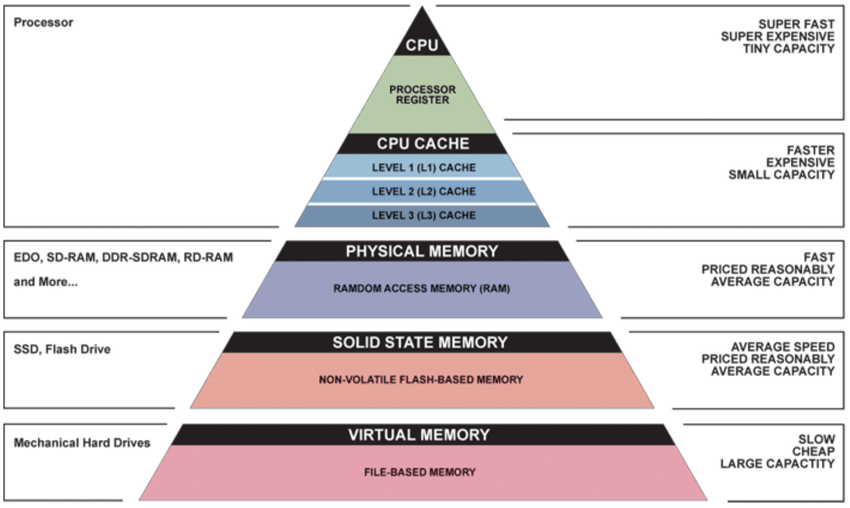 Processor
CPU
SUPER FAST
SUPER EXPENSIVE
TINY CAPACITY
PROCESSOR
REGISTER
CPU CACHE
LEVEL 1 (L1) CACHE
LEVEL 2 (L2) CACHE
LEVEL 3 (L3) CACHE
FASTER
EXPENSIVE
SMALL CAPACITY
EDO, SD-RAM, DDR-SDRAM, RD-RAM
and More...
PHYSICAL MEMORY
RAMDOM ACCESS MEMORY (RAM)
FAST
PRICED REASONABLY
AVERAGE CAPACITY
SSD, Flash Drive
SOLID STATE MEMORY
NON-VOLATILE FLASH-BASED MEMORY
AVERAGE SPEED
PRICED REASONABLY
AVERAGE CAPACITY
Mechanical Hard Drives
VIRTUAL MEMORY
FILE-BASED MEMORY
SLOW
CHEAP
LARGE CAPACTITY